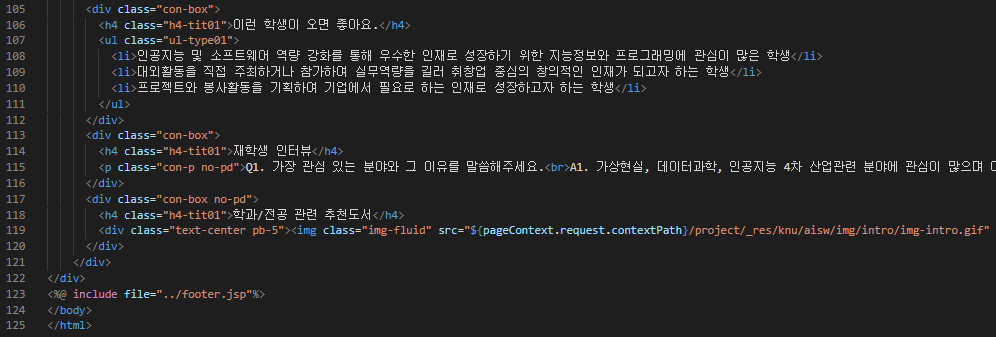 105 <div class="con-box">
106 <h4 class="h4-tit01">이런 학생이 오면 좋아요.</h4>
107 <ul class="ul-type01">
108 <li>인공지능 및 소프트웨어 역량 강화를 통해 우수한 인재로 성장하기 위한 지능정보와 프로그래밍에 관심이 많은 학생</li>
109 <li>대외활동을 직접 주최하거나 참가하며 실무역량을 길러 취창업 중심의 창의적인 인재가 되고자 하는 학생</li>
110 <li>프로젝트와 봉사활동을 기획하며 기업에서 필요로 하는 인재로 성장하고자 하는 학생</li>
111 </ul>
112 </div>
113 <div class="con-box">
114 <h4 class="h4-tit01">재학생 인터뷰</h4>
115 <p class="con-p no-pd">Q1. 가장 관심 있는 분야와 그 이유를 말씀해주세요.<br>A1. 가상현실, 데이터과학, 인공지능 4차 산업관련 분야에 관심이 많으며
116 </div>
117 <div class="con-box no-pd">
118 <h4 class="h4-tit01">학과/전공 관련 추천도서</h4>
119 <div class="text-center pb-5"><img class="img-fluid" src="${pageContext.request.contextPath}/project/_res/knu/aisw/img/intro/img-intro.gif"
120 </div>
121 </div>
122 </div>
123 <%@ include file="../footer.jsp"%>
124 </body>
125 </html>